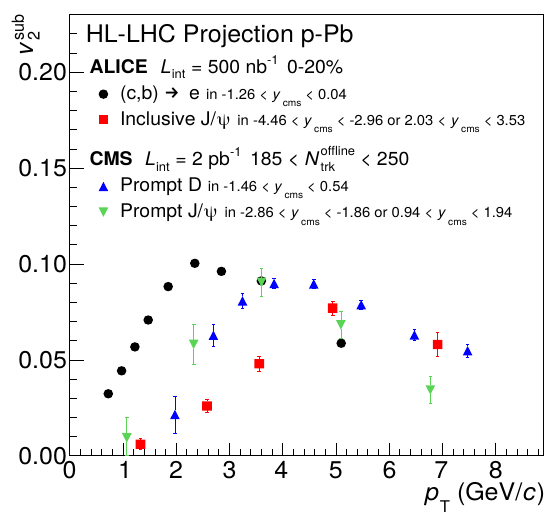 HL-LHC Projection p-Pb
ALICE L_int = 500 nb⁻¹ 0-20%
(c,b) → e in -1.26 < y_cms < 0.04
Inclusive J/ψ in -4.46 < y_cms < -2.96 or 2.03 < y_cms < 3.53
CMS L_int = 2 pb⁻¹ 185 < N_trk^offline < 250
Prompt D in -1.46 < y_cms < 0.54
Prompt J/ψ in -2.86 < y_cms < -1.86 or 0.94 < y_cms < 1.94
v_2^sub
0.20
0.15
0.10
0.05
0.00
0 1 2 3 4 5 6 7 8
p_T (GeV/c)